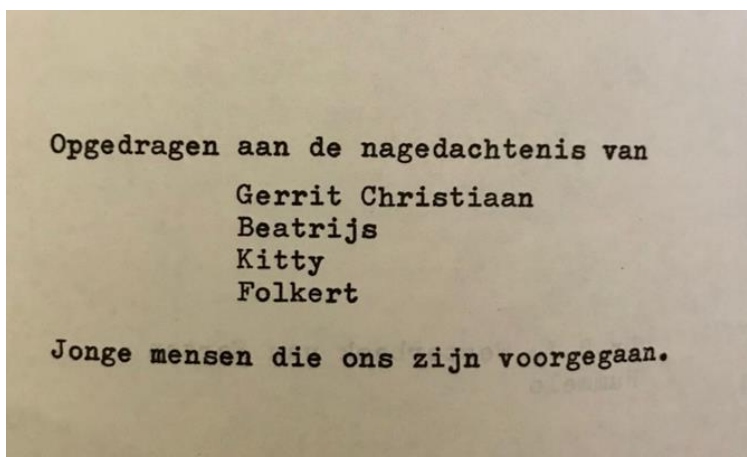 Opgedragen aan de nagedachtenis van
Gerrit Christiaan
Beatrijs
Kitty
Folkert
Jonge mensen die ons zijn voorgegaan.